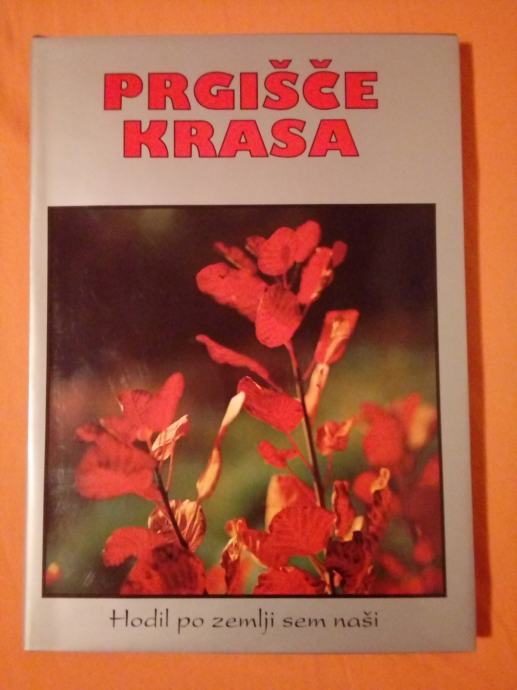 PRGIŠČE
KRASA
Hodil po zemlji sem naši